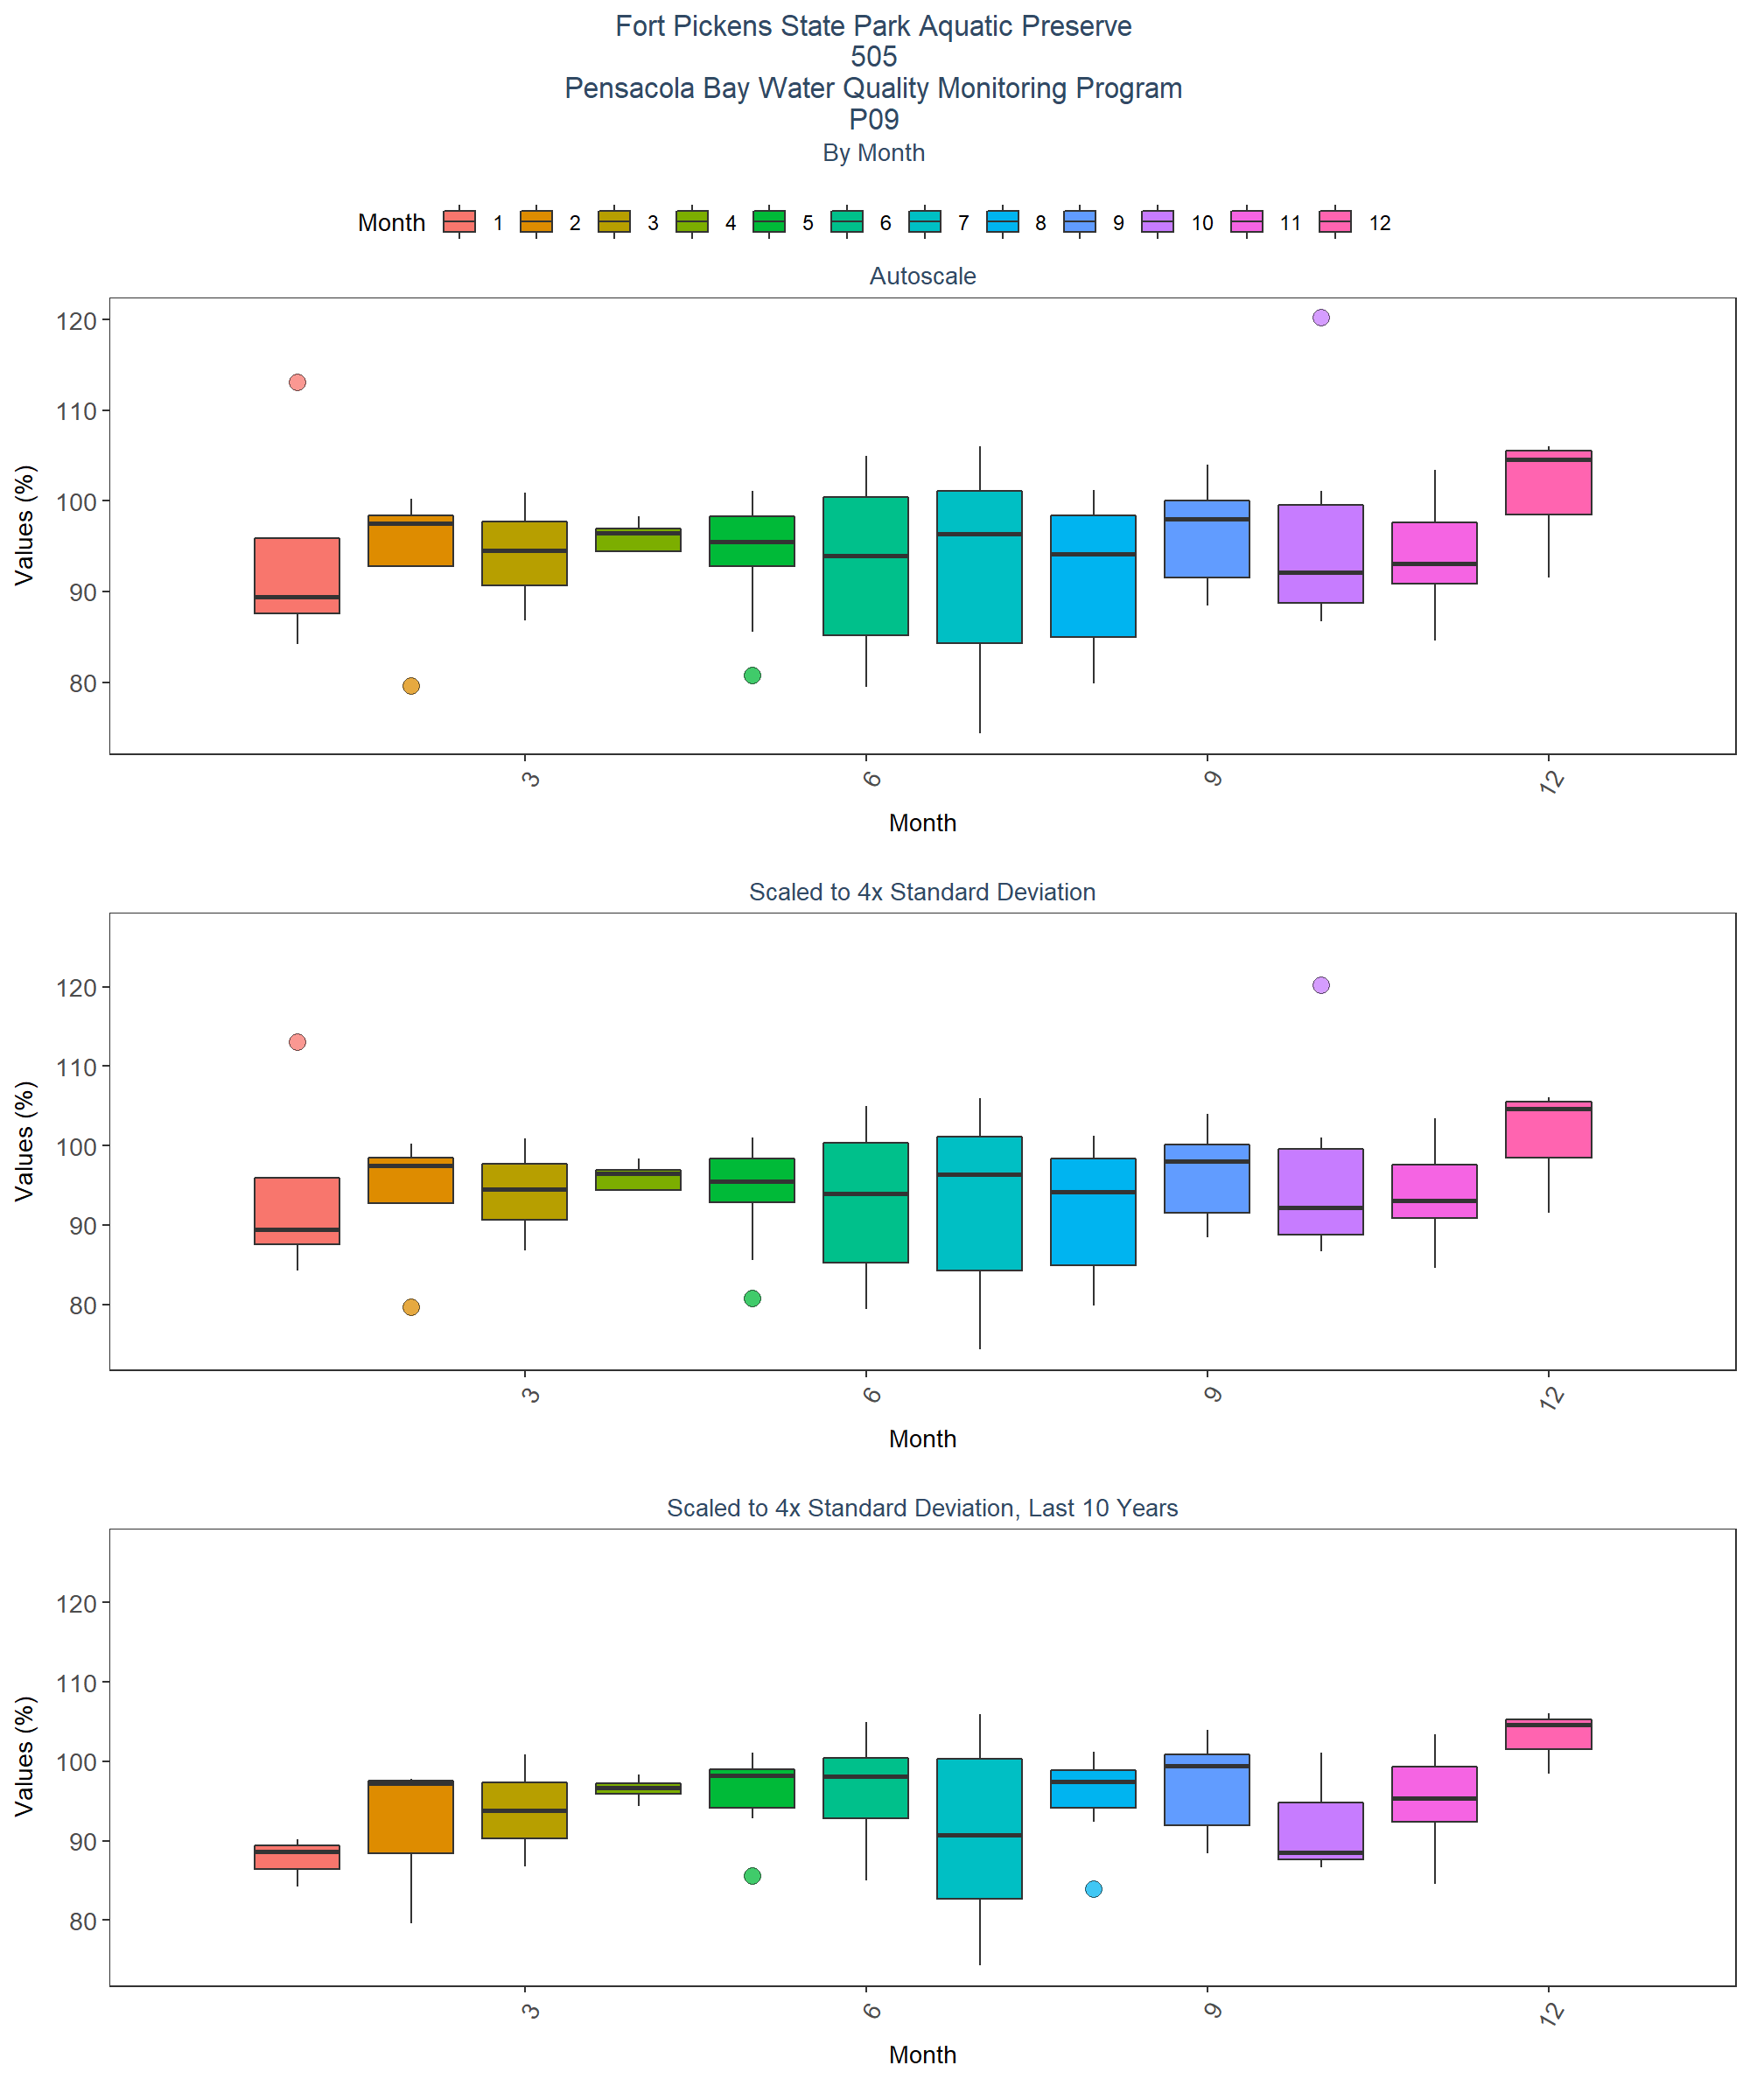 Fort Pickens State Park Aquatic Preserve
505
Pensacola Bay Water Quality Monitoring Program
P09
By Month
Month 1 2 3 4 5 6 7 8 9 10 11 12
Autoscale
Values (%)
120
110
100
90
80
3 6 9 12
Month
Scaled to 4x Standard Deviation
Values (%)
120
110
100
90
80
3 6 9 12
Month
Scaled to 4x Standard Deviation, Last 10 Years
Values (%)
120
110
100
90
80
3 6 9 12
Month